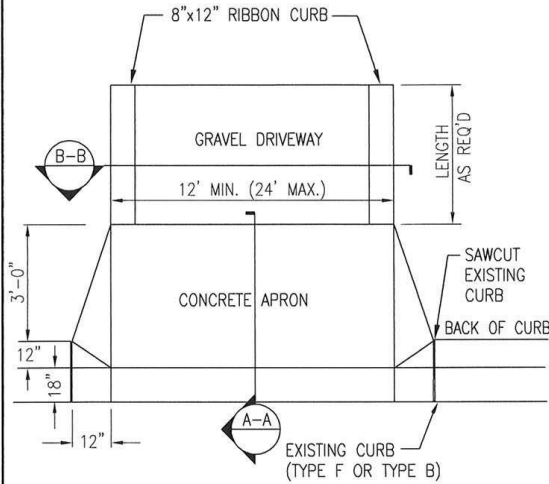 8"x12" RIBBON CURB
GRAVEL DRIVEWAY
LENGTH
AS REQ'D
B-B
12' MIN. (24' MAX.)
3'-0"
CONCRETE APRON
SAWCUT
EXISTING
CURB
BACK OF CURB
12"
18"
12"
A-A
EXISTING CURB
(TYPE F OR TYPE B)